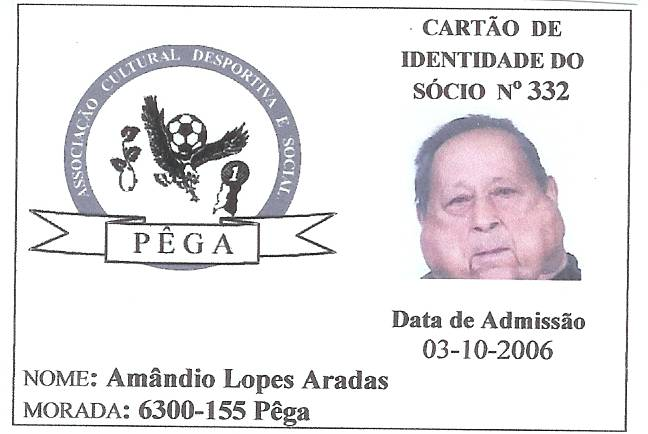 ASSOCIAÇÃO CULTURAL DESPORTIVA E SOCIAL
1
PÊGA
CARTÃO DE
IDENTIDADE DO
SÓCIO Nº 332
Data de Admissão
03-10-2006
NOME: Amândio Lopes Aradas
MORADA: 6300-155 Pêga